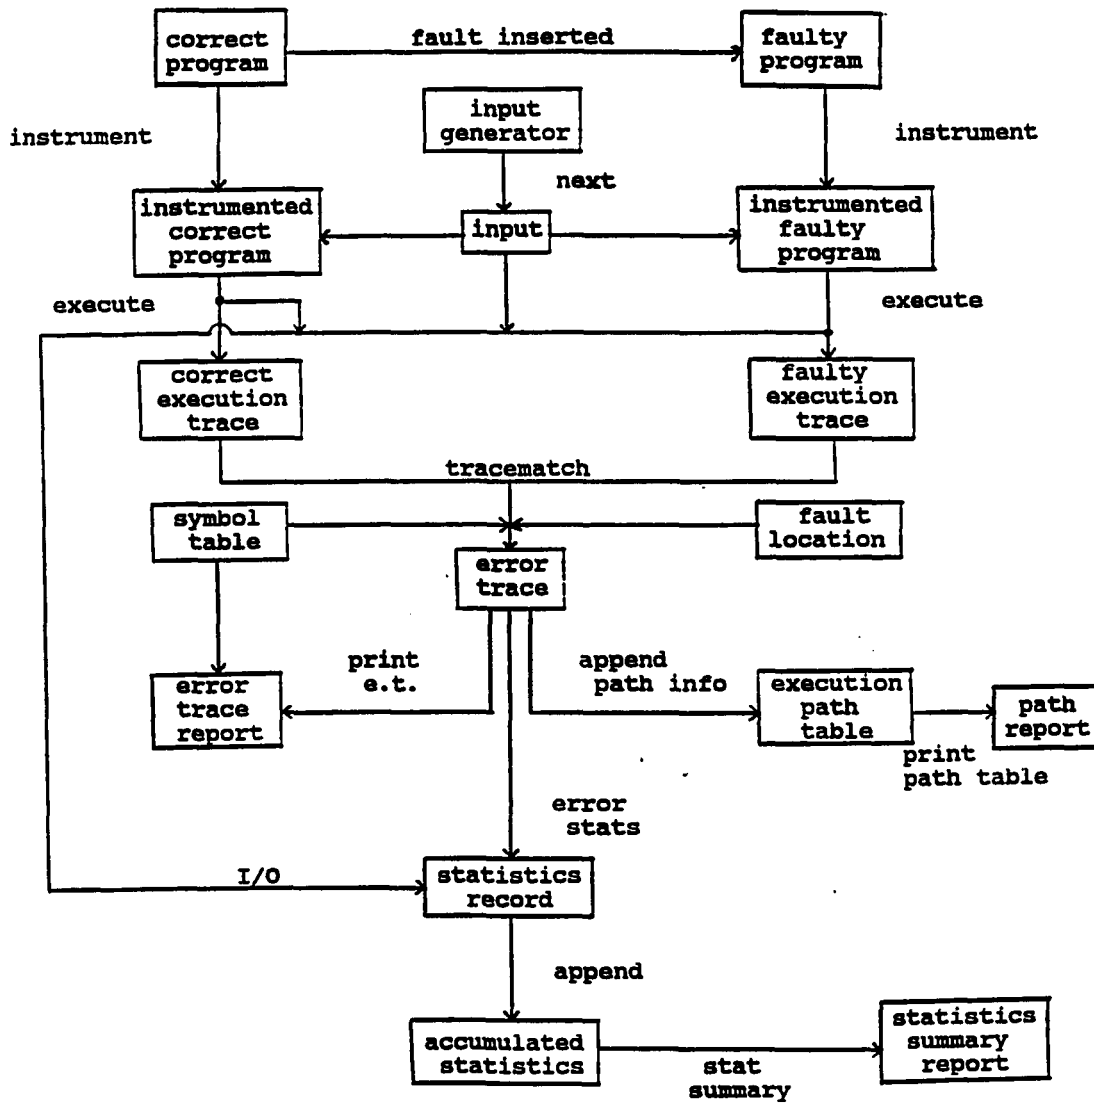 correct
program
fault inserted
faulty
program
input
generator
instrument
instrument
next
instrumented
correct
program
input
instrumented
faulty
program
execute
execute
correct
execution
trace
faulty
execution
trace
tracematch
symbol
table
fault
location
error
trace
print
e.t.
append
path info
error
trace
report
execution
path
table
path
report
print
path table
error
stats
I/O
statistics
record
append
accumulated
statistics
stat
summary
statistics
summary
report